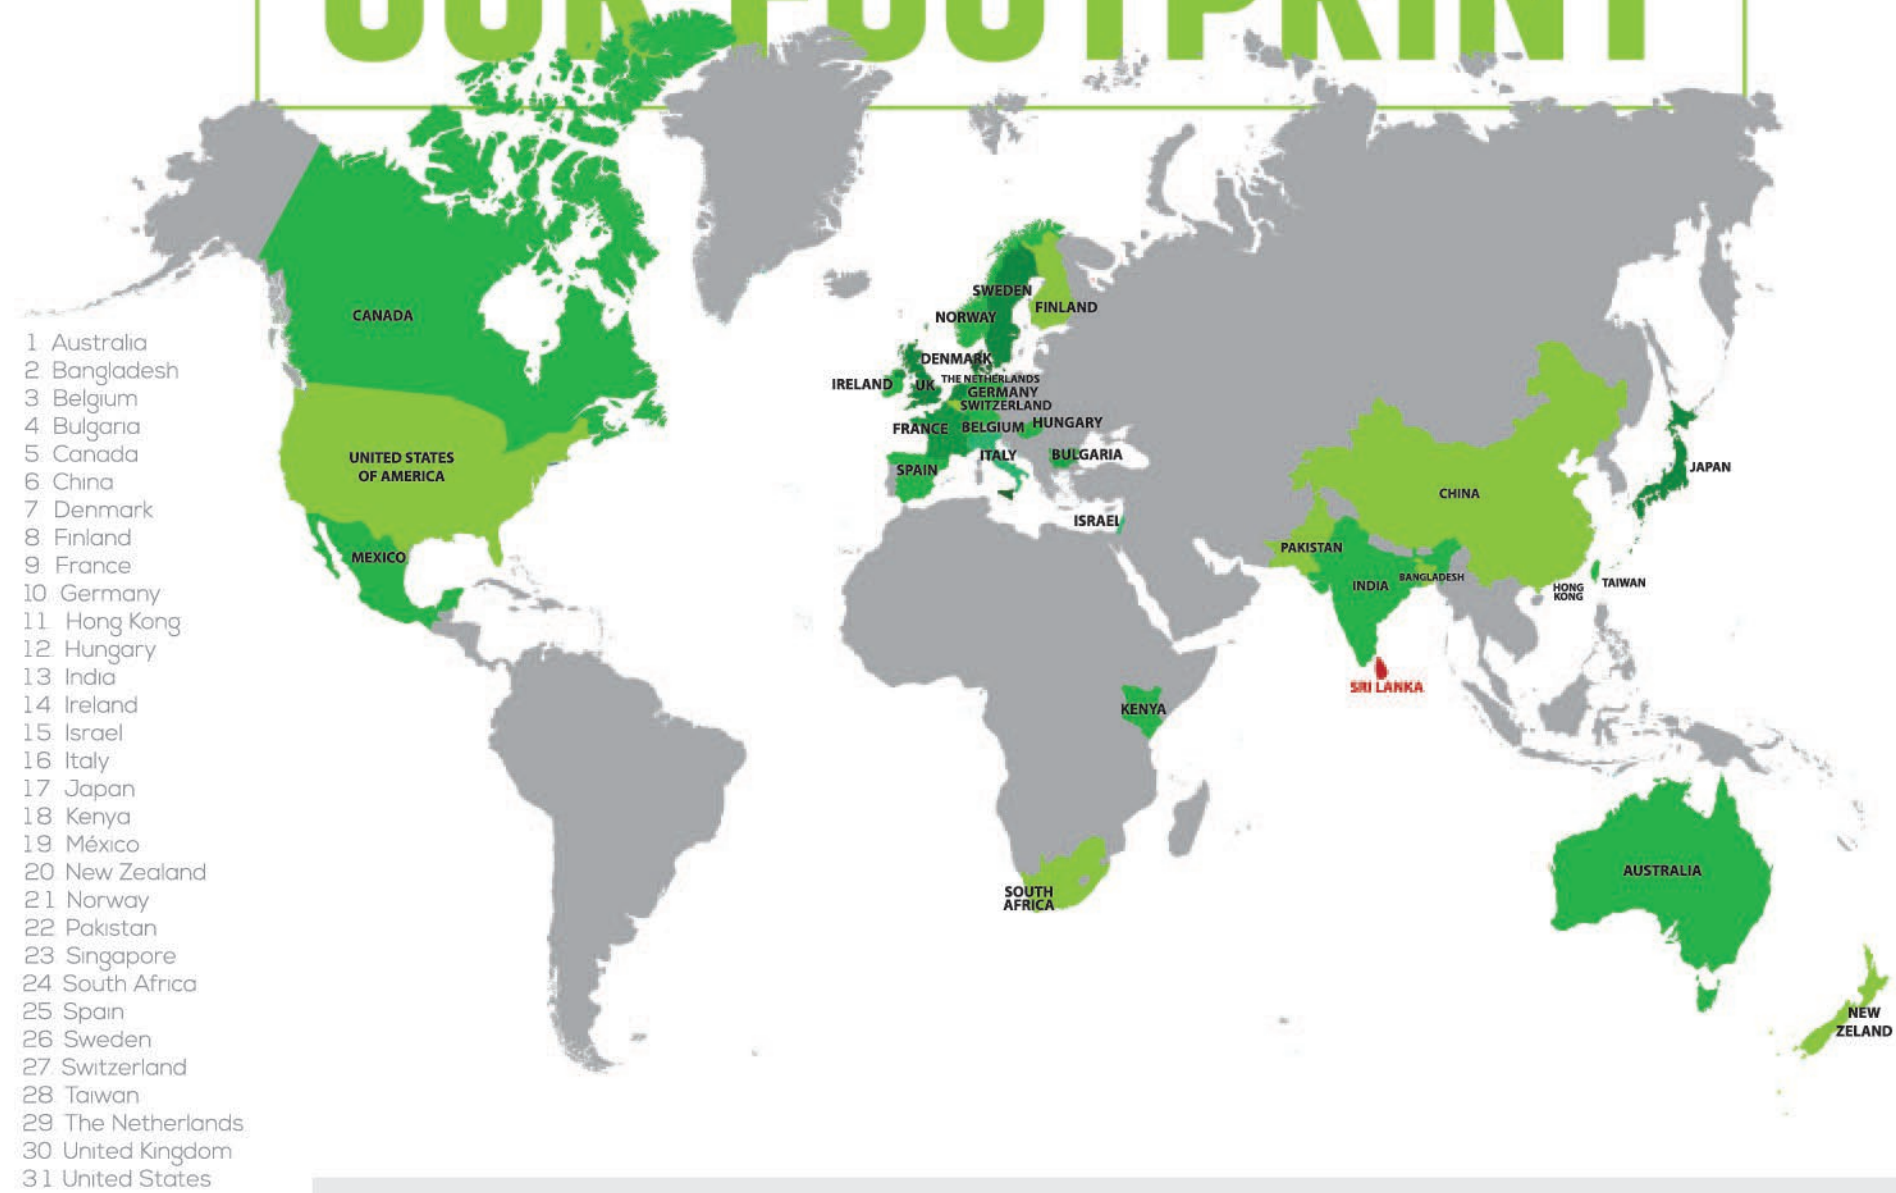 OUR FOOTPRINT
CANADA
UNITED STATES
OF AMERICA
MEXICO
SWEDEN
FINLAND
NORWAY
DENMARK
THE NETHERLANDS
IRELAND
UK
GERMANY
SWITZERLAND
FRANCE
BELGIUM
HUNGARY
ITALY
BULGARIA
SPAIN
ISRAEL
JAPAN
CHINA
PAKISTAN
INDIA
BANGLADESH
HONG
KONG
TAIWAN
SRI LANKA
KENYA
SOUTH
AFRICA
AUSTRALIA
NEW
ZELAND
1 Australia
2 Bangladesh
3 Belgium
4 Bulgaria
5 Canada
6 China
7 Denmark
8 Finland
9 France
10 Germany
11 Hong Kong
12 Hungary
13 India
14 Ireland
15 Israel
16 Italy
17 Japan
18 Kenya
19 México
20 New Zealand
21 Norway
22 Pakistan
23 Singapore
24 South Africa
25 Spain
26 Sweden
27 Switzerland
28 Taiwan
29 The Netherlands
30 United Kingdom
31 United States